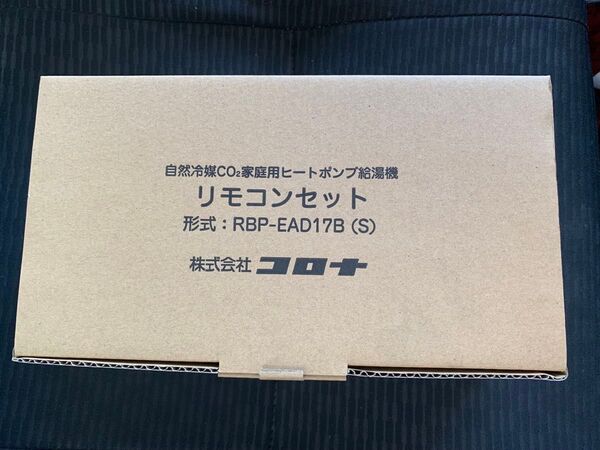 自然冷媒CO₂家庭用ヒートポンプ給湯機
リモコンセット
形式：RBP-EAD17B（S）
株式会社 コロナ